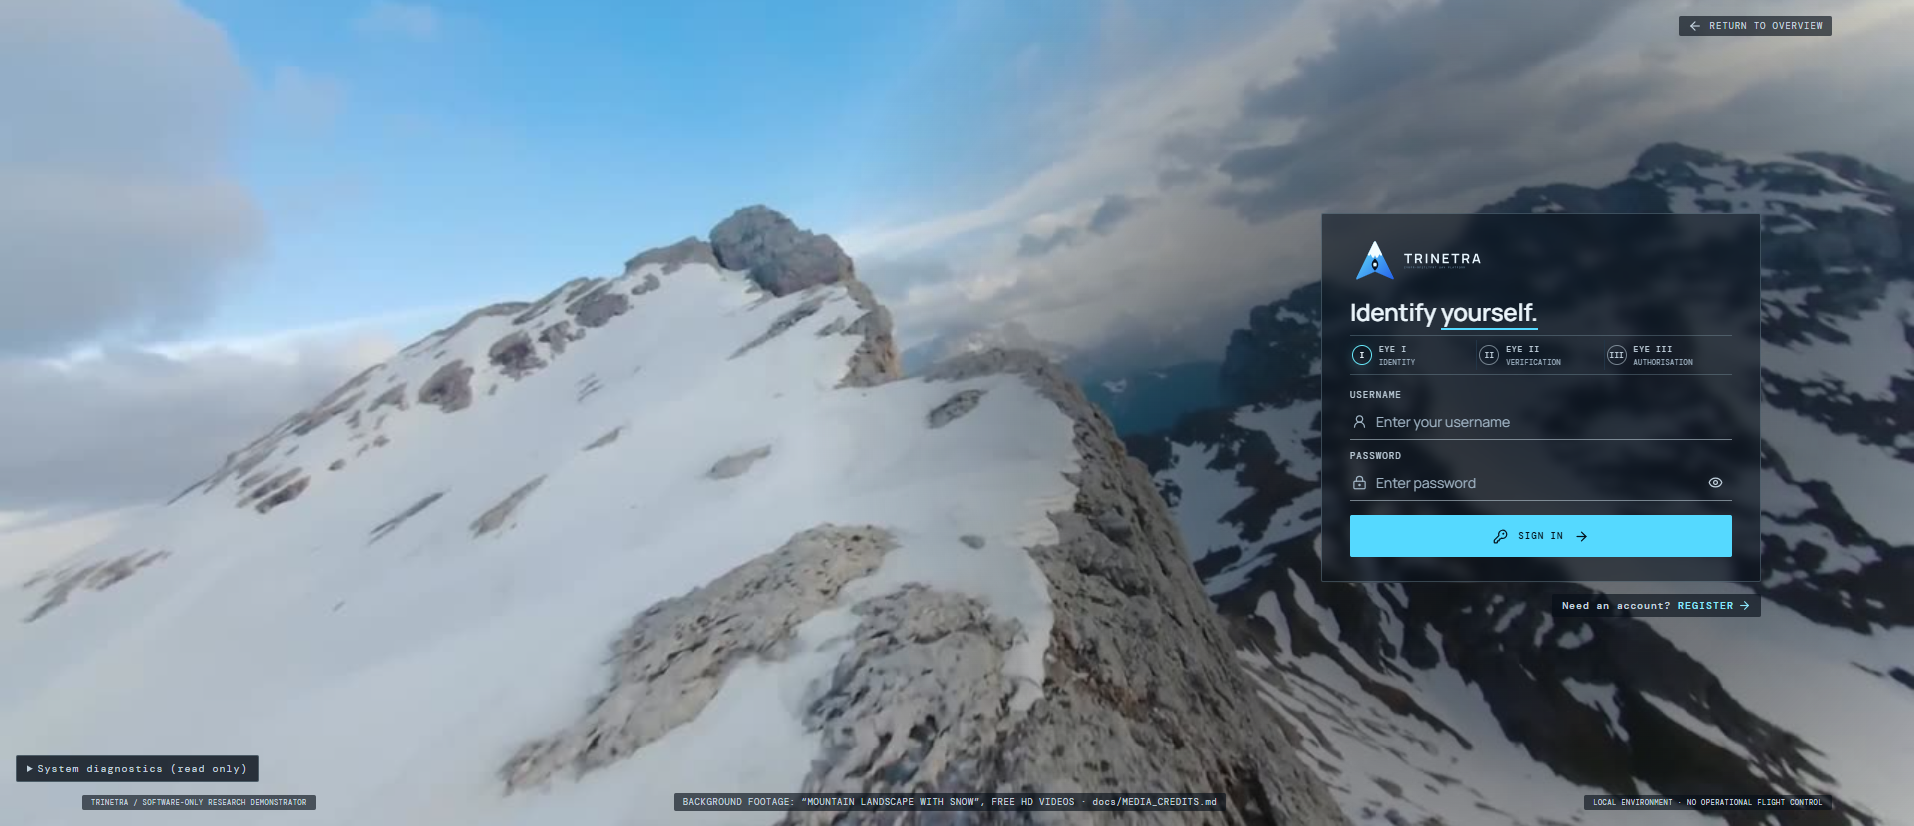 RETURN TO OVERVIEW
TRINETRA
Identify yourself.
I EYE I IDENTITY
II EYE II VERIFICATION
III EYE III AUTHORISATION
USERNAME
Enter your username
PASSWORD
Enter password
SIGN IN
Need an account? REGISTER
System diagnostics (read only)
TRINETRA / SOFTWARE-ONLY RESEARCH DEMONSTRATOR
BACKGROUND FOOTAGE: “MOUNTAIN LANDSCAPE WITH SNOW”, FREE HD VIDEOS · docs/MEDIA_CREDITS.md
LOCAL ENVIRONMENT · NO OPERATIONAL FLIGHT CONTROL